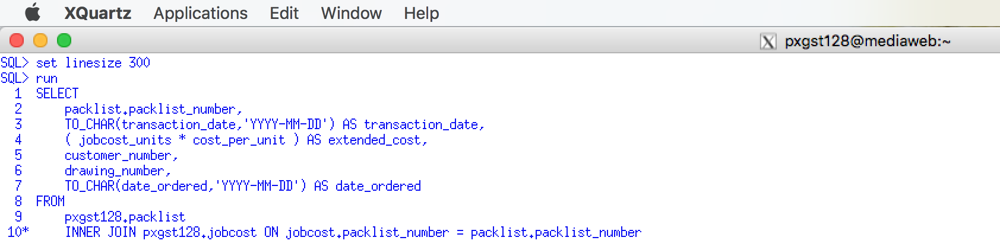 XQuartz Applications Edit Window Help
pxgst128@mediaweb:~
SQL> set linesize 300
SQL> run
  1  SELECT
  2      packlist.packlist_number,
  3      TO_CHAR(transaction_date,'YYYY-MM-DD') AS transaction_date,
  4      ( jobcost_units * cost_per_unit ) AS extended_cost,
  5      customer_number,
  6      drawing_number,
  7      TO_CHAR(date_ordered,'YYYY-MM-DD') AS date_ordered
  8  FROM
  9      pxgst128.packlist
 10*     INNER JOIN pxgst128.jobcost ON jobcost.packlist_number = packlist.packlist_number